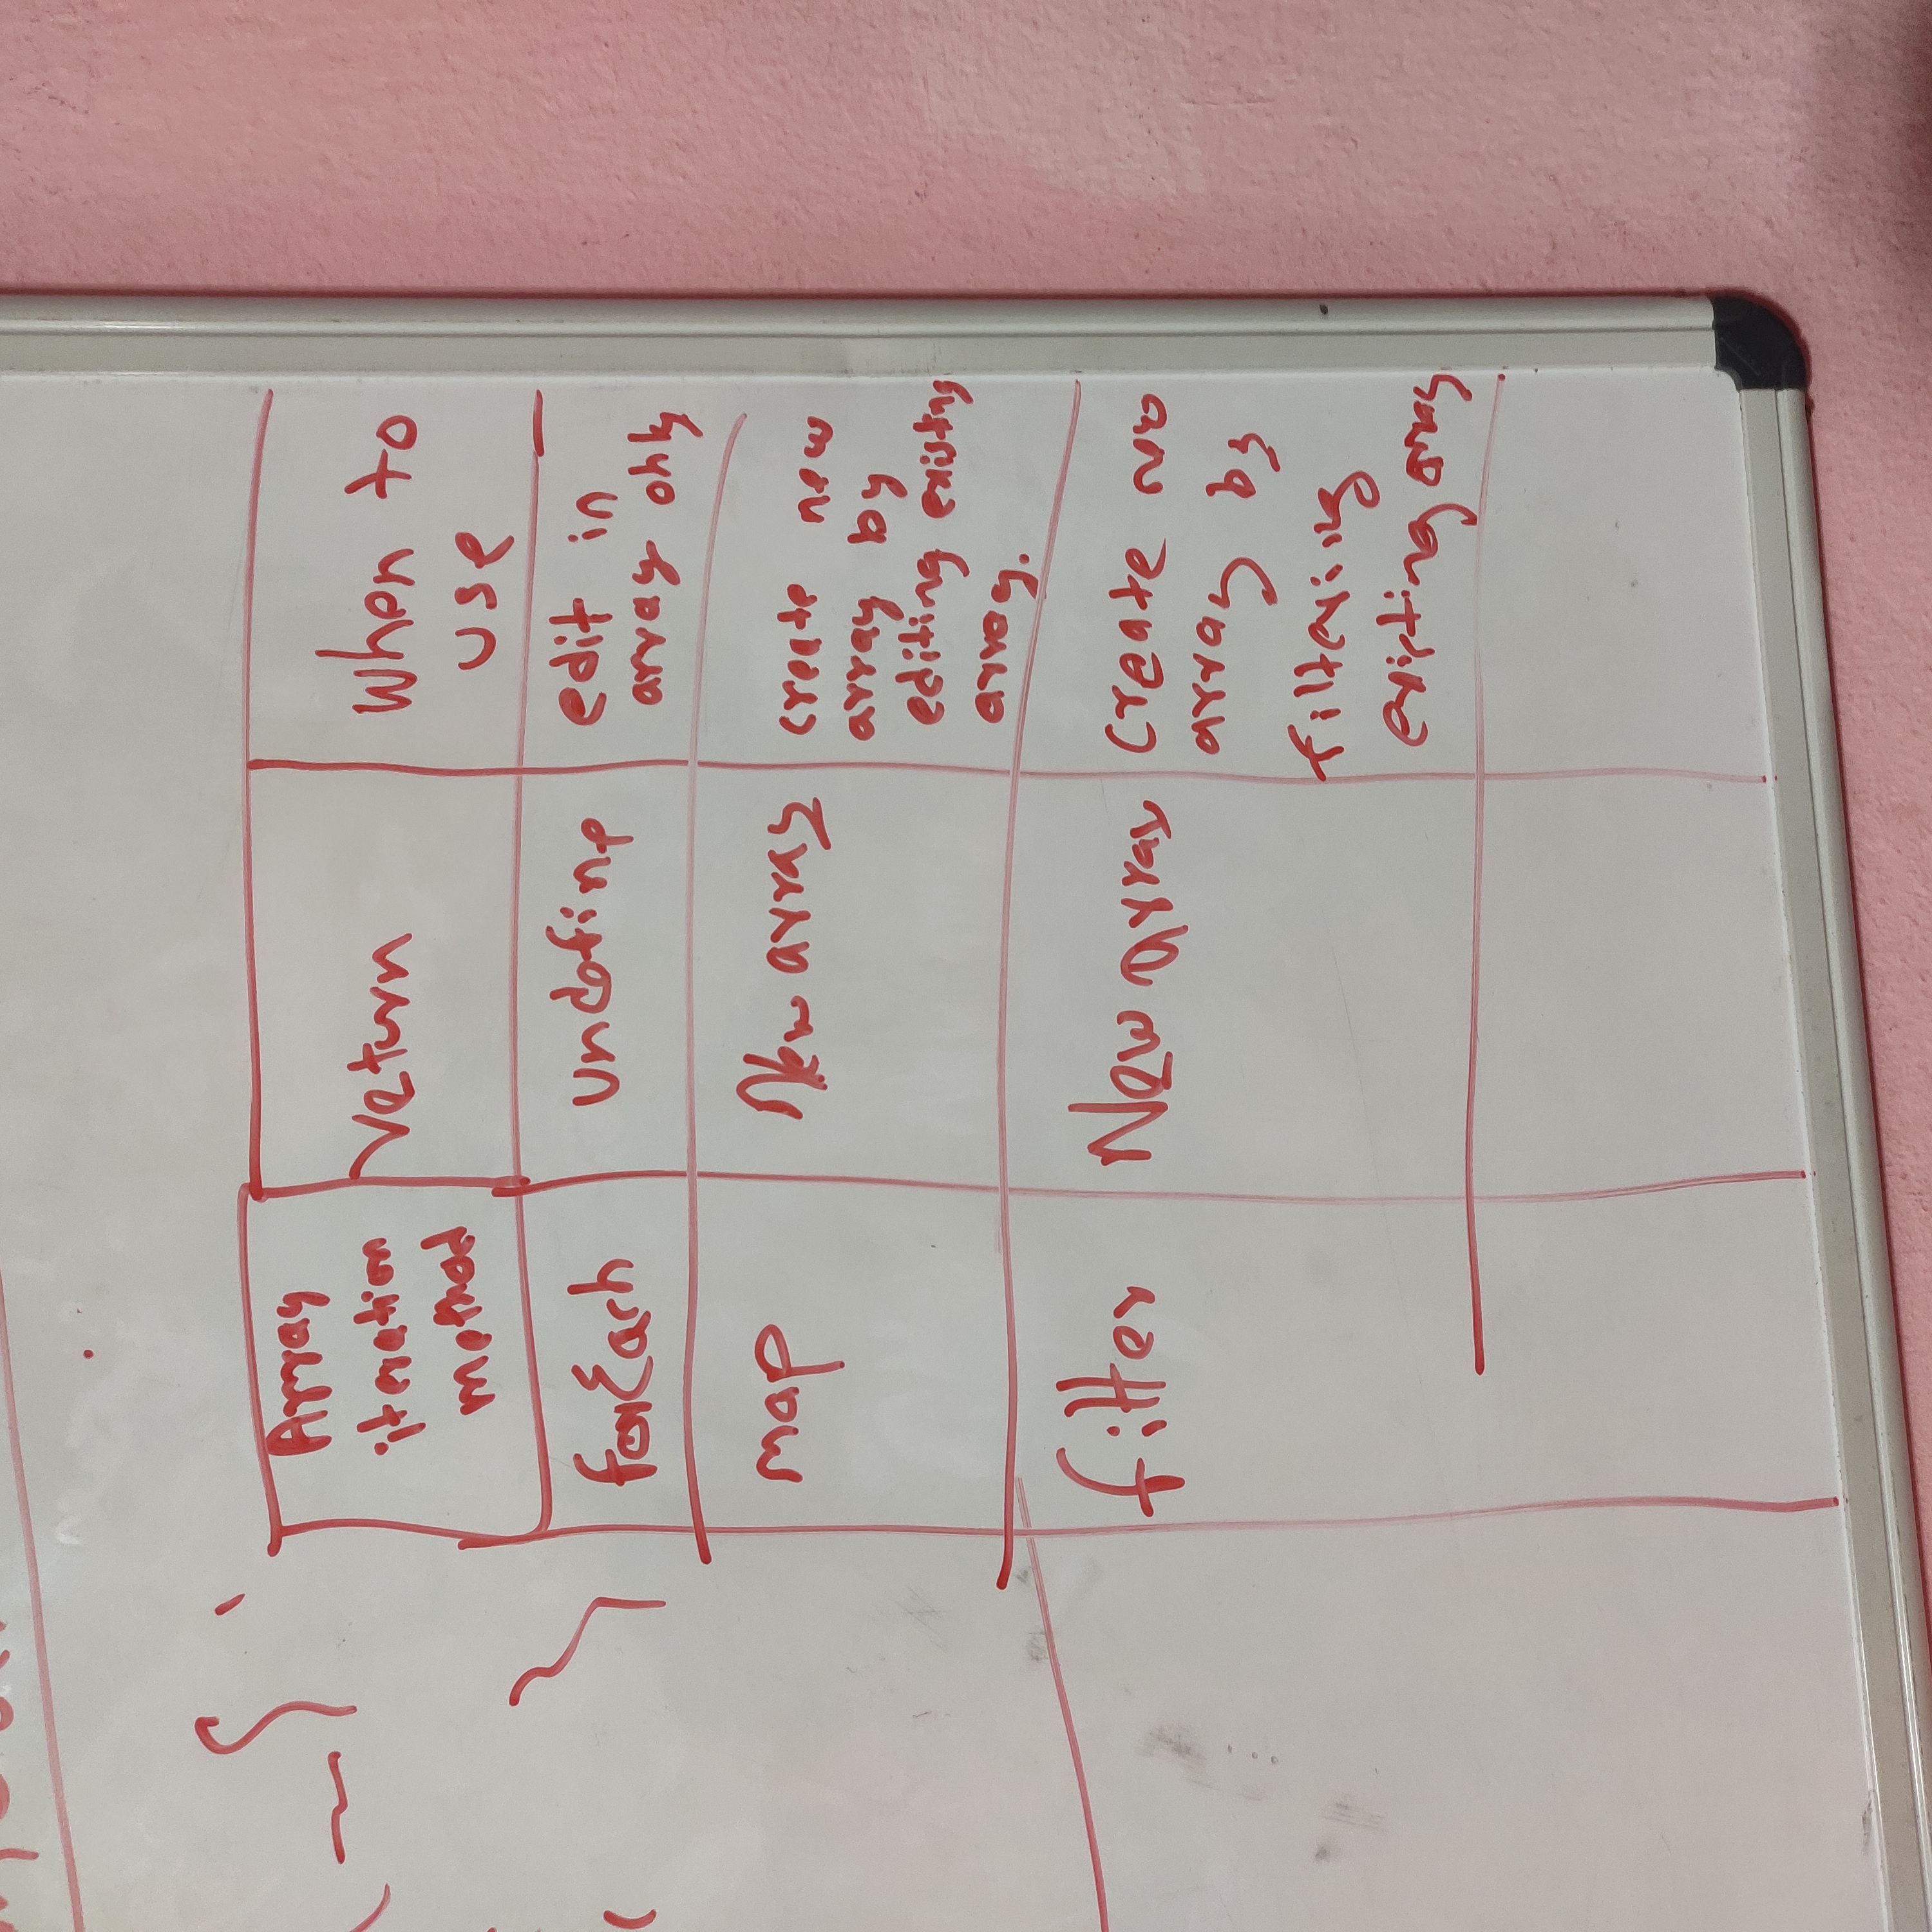 Array
iteration
method
return
when to
use
forEach
undefine
edit in
array only
map
New array
create new
array by
editing existng
array.
filter
New array
create new
array by
filtering
existing array